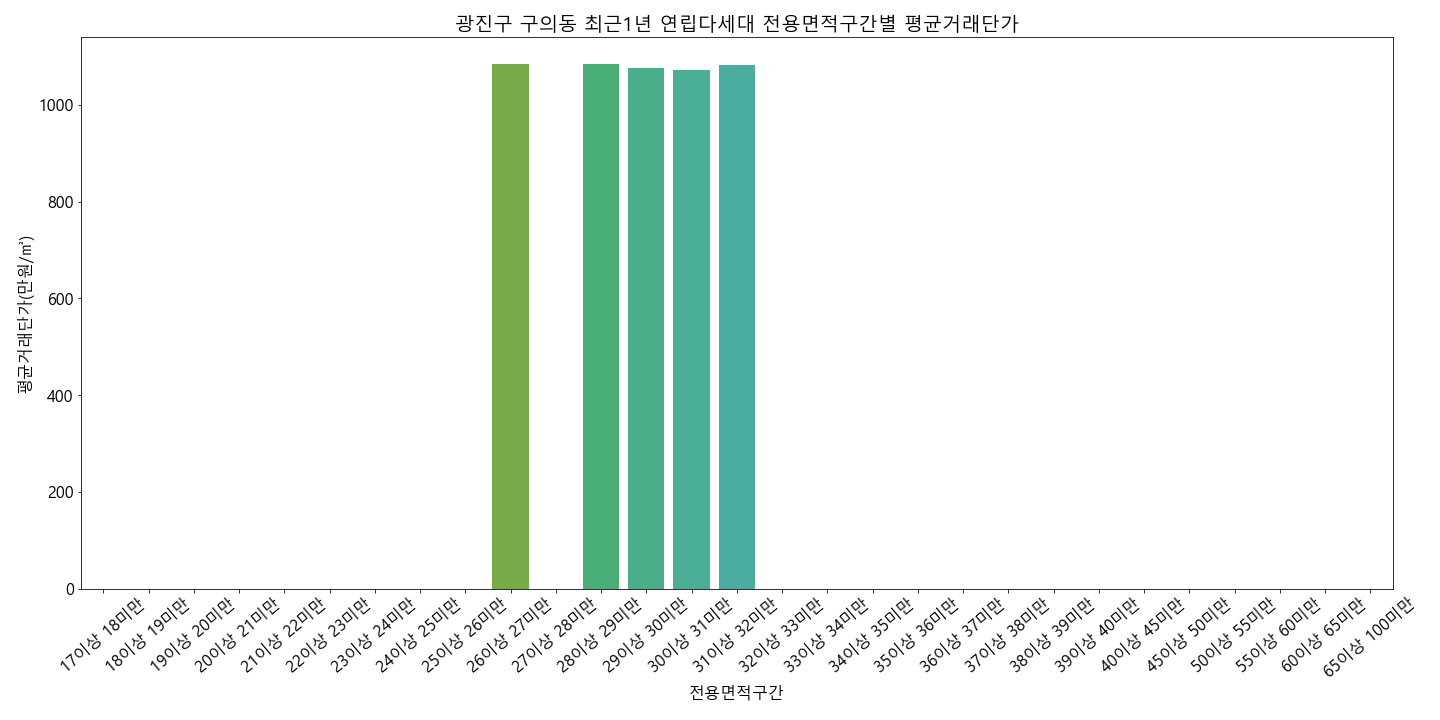 광진구 구의동 최근1년 연립다세대 전용면적구간별 평균거래단가
평균거래단가(만원/㎡)
1000
800
600
400
200
0
17이상 18미만
18이상 19미만
19이상 20미만
20이상 21미만
21이상 22미만
22이상 23미만
23이상 24미만
24이상 25미만
25이상 26미만
26이상 27미만
27이상 28미만
28이상 29미만
29이상 30미만
30이상 31미만
31이상 32미만
32이상 33미만
33이상 34미만
34이상 35미만
35이상 36미만
36이상 37미만
37이상 38미만
38이상 39미만
39이상 40미만
40이상 45미만
45이상 50미만
50이상 55미만
55이상 60미만
60이상 65미만
65이상 100미만
전용면적구간